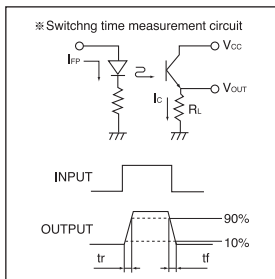 ※Switchng time measurement circuit
IFP
VCC
VOUT
IC
RL
INPUT
OUTPUT
90%
10%
tr
tf